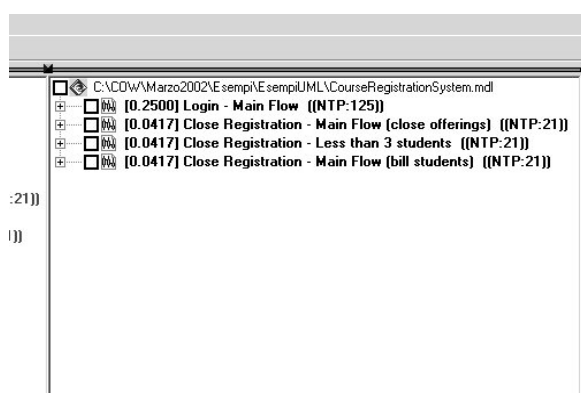 C:\COW\Marzo2002\Esempi\EsempiUML\CourseRegistrationSystem.mdl
[0.2500] Login - Main Flow ((NTP:125))
[0.0417] Close Registration - Main Flow (close offerings) ((NTP:21))
[0.0417] Close Registration - Less than 3 students ((NTP:21))
[0.0417] Close Registration - Main Flow (bill students) ((NTP:21))
:21))
))